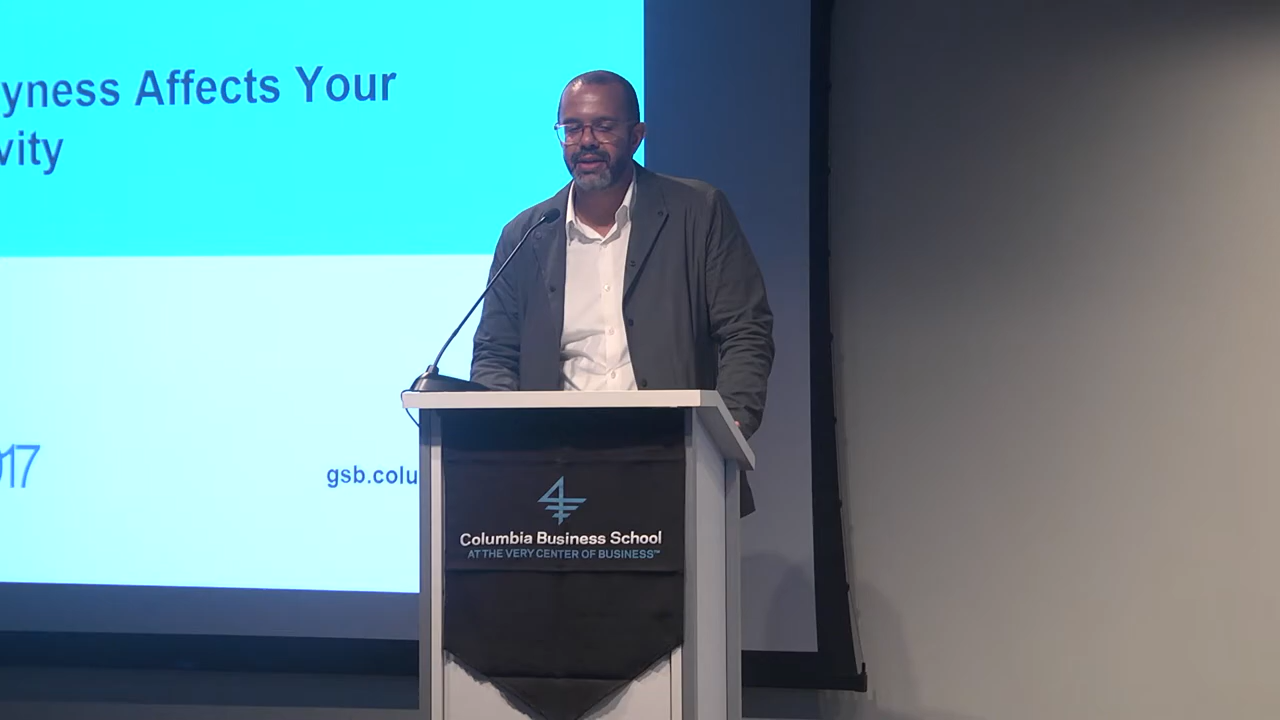 yness Affects Your
vity
017
gsb.colu
Columbia Business School
AT THE VERY CENTER OF BUSINESS™